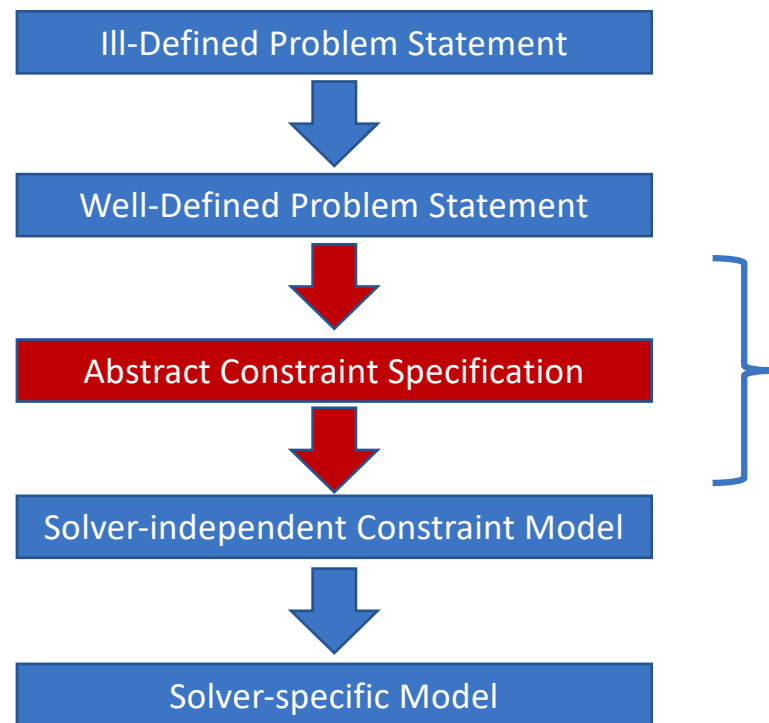 Ill-Defined Problem Statement
Well-Defined Problem Statement
Abstract Constraint Specification
Solver-independent Constraint Model
Solver-specific Model